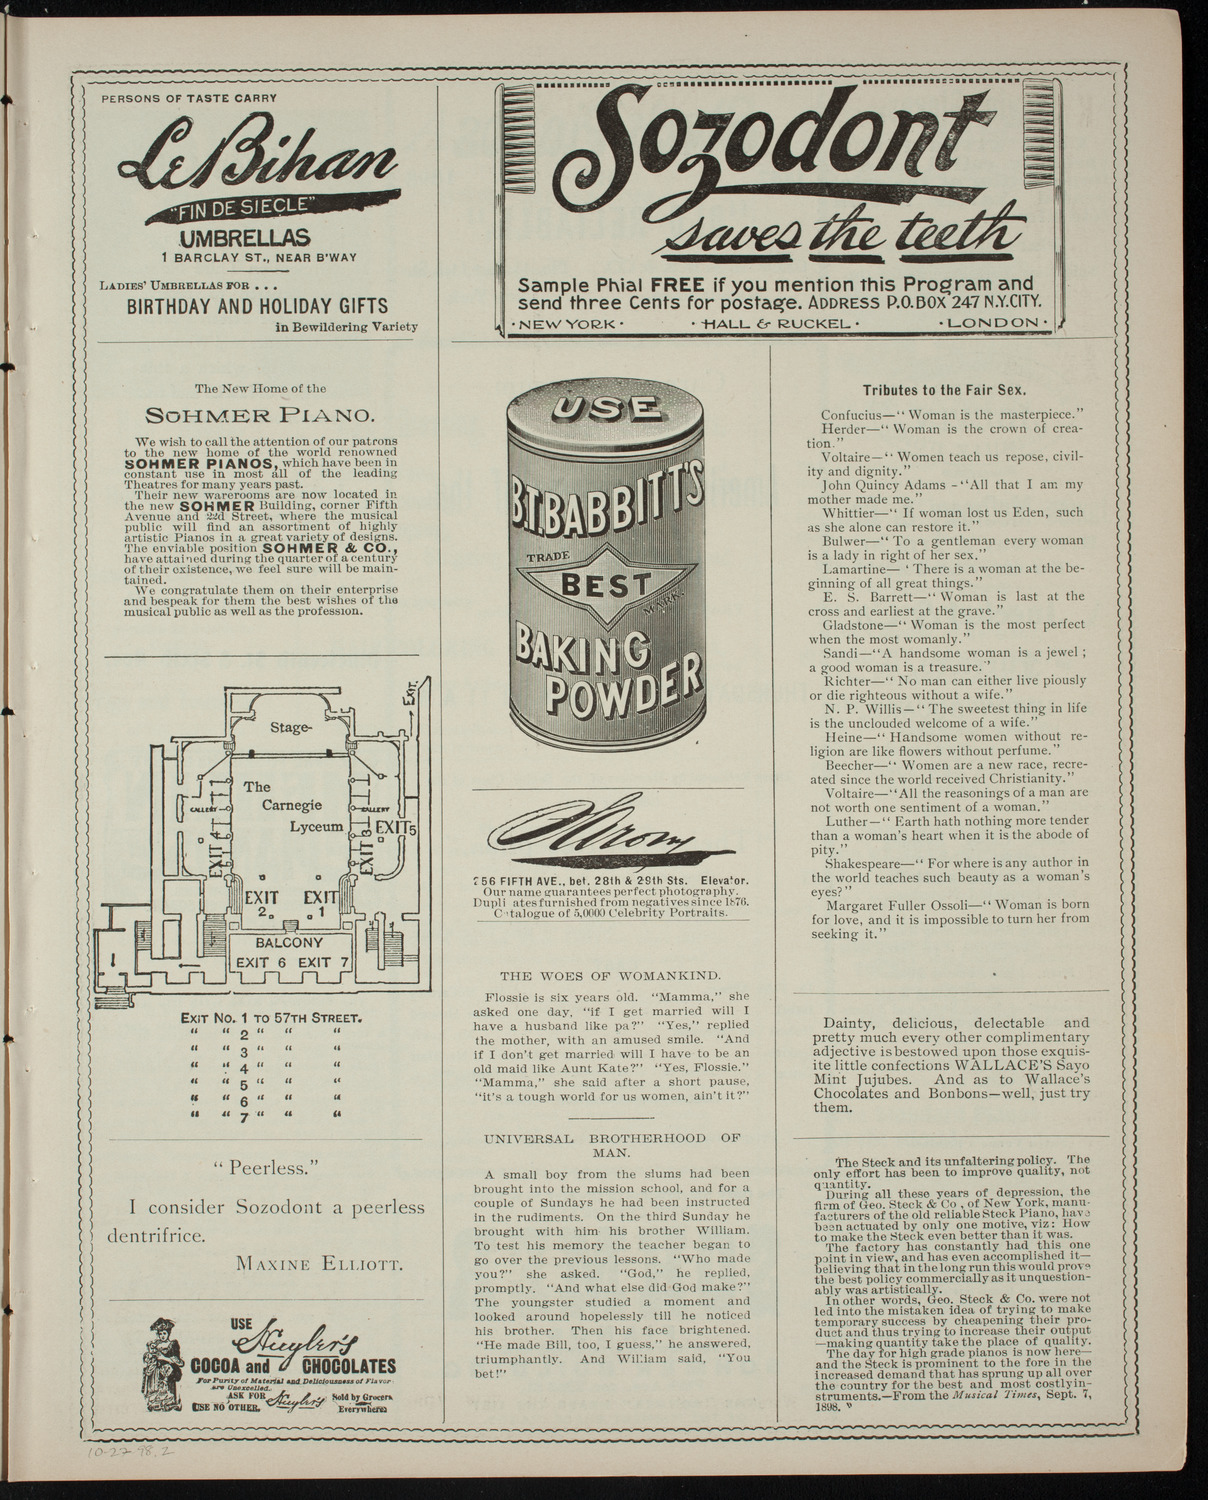 PERSONS OF TASTE CARRY
Le Bihan
"FIN DE SIECLE"
UMBRELLAS
1 BARCLAY ST., NEAR B'WAY
LADIES' UMBRELLAS FOR . . .
BIRTHDAY AND HOLIDAY GIFTS
in Bewildering Variety
Sozodont
saves the teeth
Sample Phial FREE if you mention this Program and
send three Cents for postage. ADDRESS P.O. BOX 247 N.Y.CITY.
·NEW YORK· ·HALL & RUCKEL· ·LONDON·
The New Home of the
SOHMER PIANO.
We wish to call the attention of our patrons
to the new home of the world renowned
SOHMER PIANOS, which have been in
constant use in most all of the leading
Theatres for many years past.
Their new warerooms are now located in
the new SOHMER Building, corner Fifth
Avenue and 22d Street, where the musical
public will find an assortment of highly
artistic Pianos in a great variety of designs.
The enviable position SOHMER & CO.,
have attained during the quarter of a century
of their existence, we feel sure will be main-
tained.
We congratulate them on their enterprise
and bespeak for them the best wishes of the
musical public as well as the profession.
EXIT.
Stage
The
Carnegie
Lyceum
GALLERY
GALLERY
EXIT 4
EXIT 3
EXIT 5
EXIT
2
EXIT
1
BALCONY
EXIT 6 EXIT 7
EXIT NO. 1 TO 57TH STREET.
" " 2 " " "
" " 3 " " "
" " 4 " " "
" " 5 " " "
" " 6 " " "
" " 7 " " "
"Peerless."
I consider Sozodont a peerless
dentrifrice.
MAXINE ELLIOTT.
USE
Huyler's
COCOA and CHOCOLATES
For Purity of Material and Deliciousness of Flavor
are Unexcelled.
ASK FOR Huyler's Sold by Grocers
USE NO OTHER. Everywhere
USE
B.T. BABBITT'S
TRADE
BEST
MARK.
BAKING
POWDER
Sarony
256 FIFTH AVE., bet. 28th & 29th Sts. Elevator.
Our name guarantees perfect photography.
Dupli ates furnished from negatives since 1876.
C talogue of 5,0000 Celebrity Portraits.
THE WOES OF WOMANKIND.
Flossie is six years old. "Mamma," she
asked one day, "if I get married will I
have a husband like pa?" "Yes," replied
the mother, with an amused smile. "And
if I don't get married will I have to be an
old maid like Aunt Kate?" "Yes, Flossie."
"Mamma," she said after a short pause,
"it's a tough world for us women, ain't it?"
UNIVERSAL BROTHERHOOD OF
MAN.
A small boy from the slums had been
brought into the mission school, and for a
couple of Sundays he had been instructed
in the rudiments. On the third Sunday he
brought with him his brother William.
To test his memory the teacher began to
go over the previous lessons. "Who made
you?" she asked. "God," he replied,
promptly. "And what else did God make?"
The youngster studied a moment and
looked around hopelessly till he noticed
his brother. Then his face brightened.
"He made Bill, too, I guess," he answered,
triumphantly. And William said, "You
bet!"
Tributes to the Fair Sex.
Confucius—"Woman is the masterpiece."
Herder—"Woman is the crown of crea-
tion."
Voltaire—"Women teach us repose, civil-
ity and dignity."
John Quincy Adams -"All that I am my
mother made me."
Whittier—"If woman lost us Eden, such
as she alone can restore it."
Bulwer—"To a gentleman every woman
is a lady in right of her sex."
Lamartine— 'There is a woman at the be-
ginning of all great things."
E. S. Barrett—"Woman is last at the
cross and earliest at the grave."
Gladstone—"Woman is the most perfect
when the most womanly."
Sandi—"A handsome woman is a jewel ;
a good woman is a treasure."
Richter—"No man can either live piously
or die righteous without a wife."
N. P. Willis—"The sweetest thing in life
is the unclouded welcome of a wife."
Heine—"Handsome women without re-
ligion are like flowers without perfume."
Beecher—"Women are a new race, recre-
ated since the world received Christianity."
Voltaire—"All the reasonings of a man are
not worth one sentiment of a woman."
Luther—"Earth hath nothing more tender
than a woman's heart when it is the abode of
pity."
Shakespeare—"For where is any author in
the world teaches such beauty as a woman's
eyes?"
Margaret Fuller Ossoli—"Woman is born
for love, and it is impossible to turn her from
seeking it."
Dainty, delicious, delectable and
pretty much every other complimentary
adjective is bestowed upon those exquis-
ite little confections WALLACE'S Sayo
Mint Jujubes. And as to Wallace's
Chocolates and Bonbons—well, just try
them.
The Steck and its unfaltering policy. The
only effort has been to improve quality, not
quantity.
During all these years of depression, the
firm of Geo. Steck & Co , of New York, manu-
facturers of the old reliable Steck Piano, have
been actuated by only one motive, viz: How
to make the Steck even better than it was.
The factory has constantly had this one
point in view, and has even accomplished it—
believing that in the long run this would prove
the best policy commercially as it unquestion-
ably was artistically.
In other words, Geo. Steck & Co. were not
led into the mistaken idea of trying to make
temporary success by cheapening their pro-
duct and thus trying to increase their output
—making quantity take the place of quality.
The day for high grade pianos is now here—
and the Steck is prominent to the fore in the
increased demand that has sprung up all over
the country for the best and most costly in-
struments.—From the Musical Times, Sept. 7,
1898.
10-27-98.2